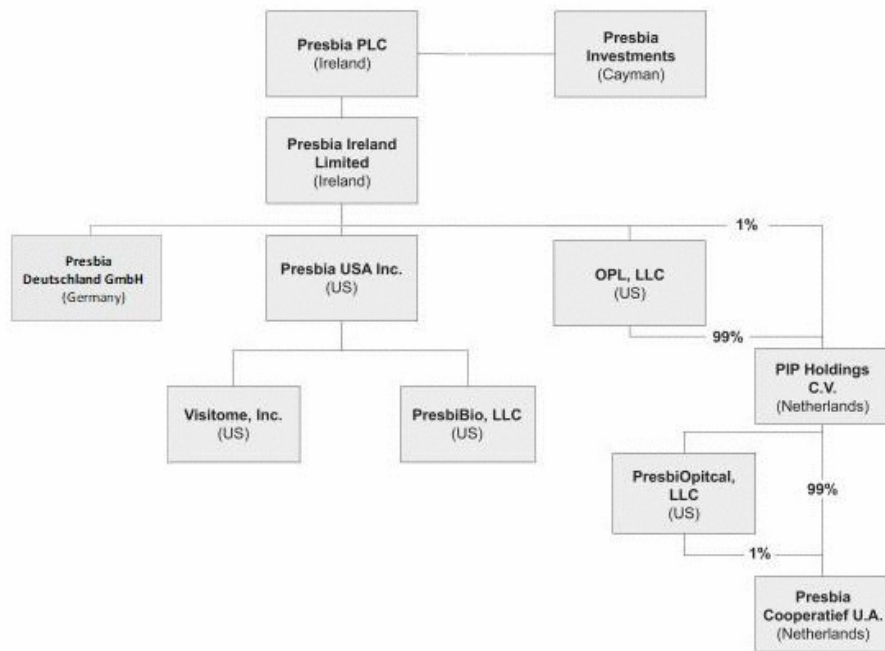 Presbia PLC
(Ireland)
Presbia
Investments
(Cayman)
Presbia Ireland
Limited
(Ireland)
1%
Presbia
Deutschland GmbH
(Germany)
Presbia USA Inc.
(US)
OPL, LLC
(US)
99%
PIP Holdings
C.V.
(Netherlands)
Visitome, Inc.
(US)
PresbiBio, LLC
(US)
PresbiOpitcal,
LLC
(US)
99%
1%
Presbia
Cooperatief U.A.
(Netherlands)